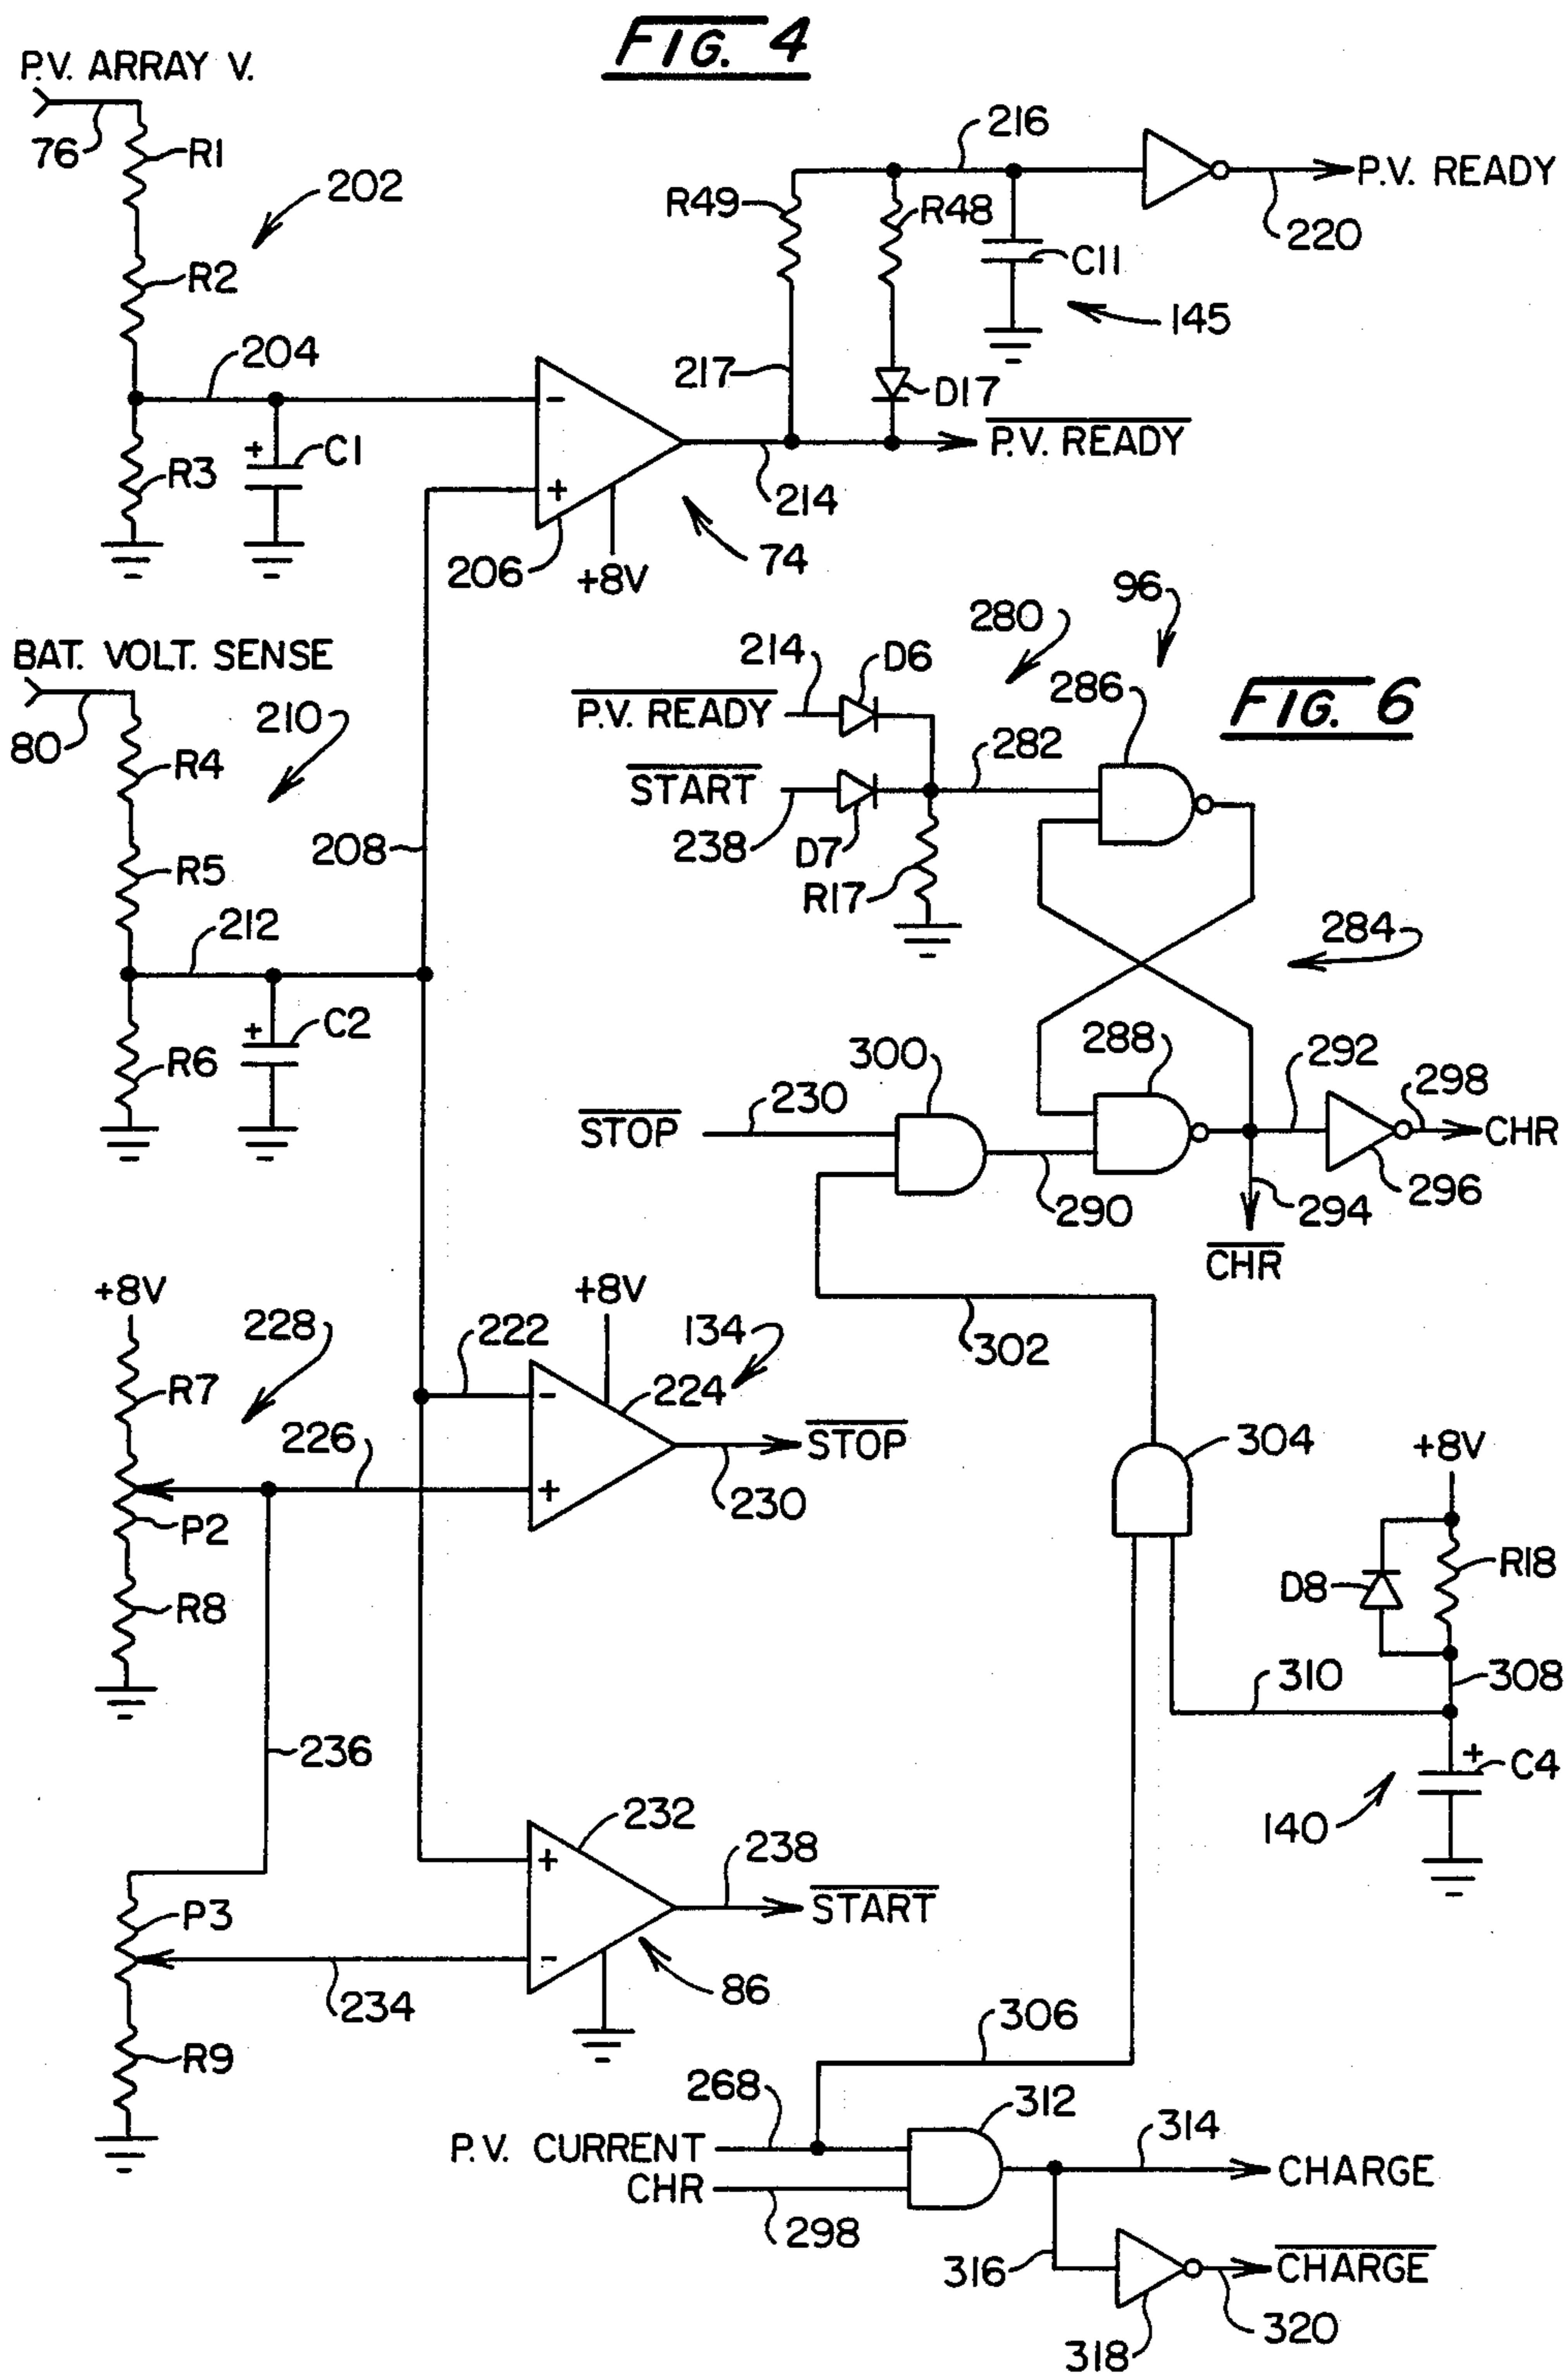 FIG. 4
P.V. ARRAY V.
76
R1
202
R2
204
R3
C1
206
+8V
74
214
217
R49
R48
216
C11
145
D17
220
P.V. READY
P.V. READY
BAT. VOLT. SENSE
80
210
R4
R5
208
212
R6
C2
+8V
228
R7
226
P2
R8
236
222
+8V
224
134
STOP
230
P3
234
R9
232
238
START
86
FIG. 6
96
280
214
D6
P.V. READY
286
282
START
238
D7
R17
284
288
300
230
STOP
290
292
298
CHR
296
294
CHR
302
304
+8V
R18
D8
308
310
C4
140
306
268
312
P.V. CURRENT
314
CHARGE
CHR
298
316
CHARGE
318
320